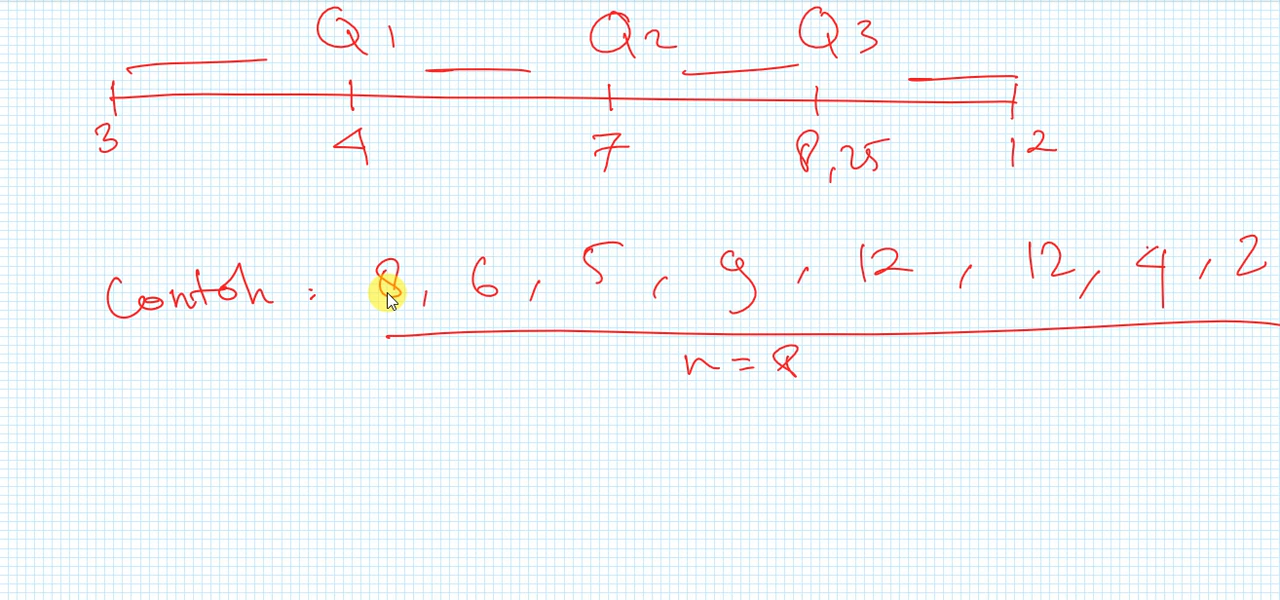 Q1 Q2 Q3
3 4 7 8,25 12
Contoh : 8, 6, 5, 9, 12, 12, 4, 2
n = 8